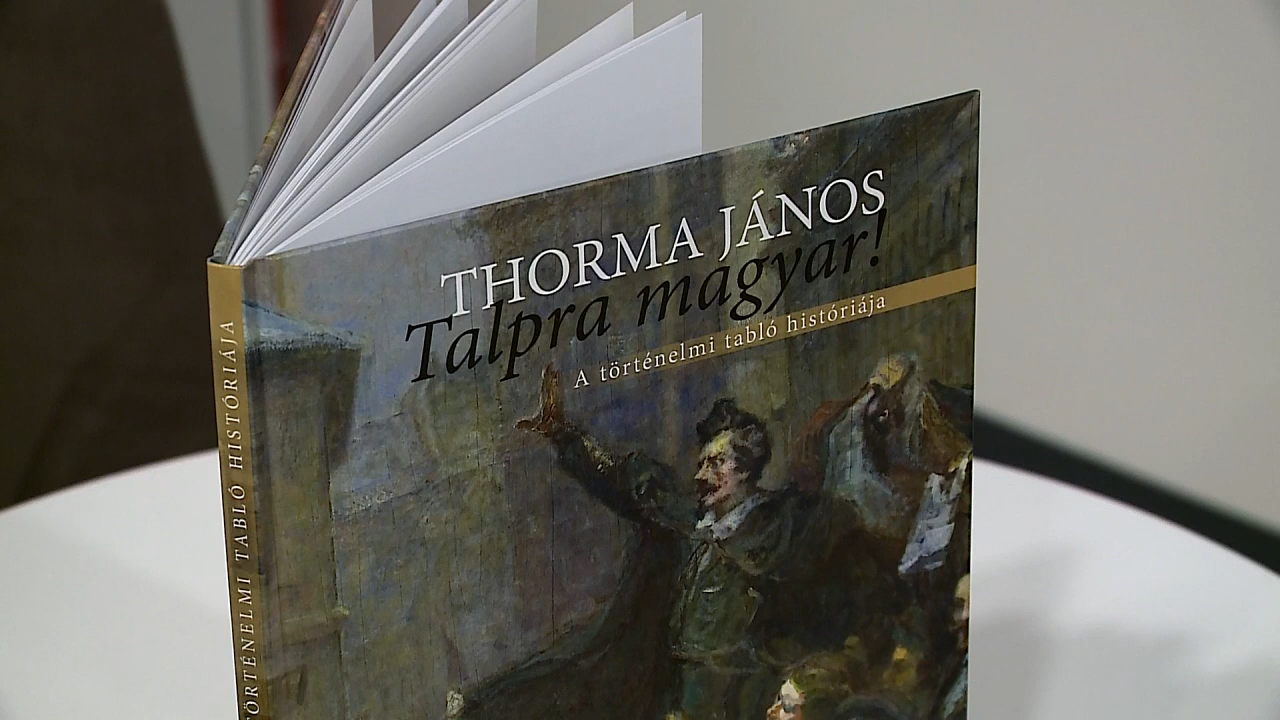 THORMA JÁNOS
Talpra magyar!
A történelmi tabló históriája
TÖRTÉNELMI TABLÓ HISTÓRIÁJA